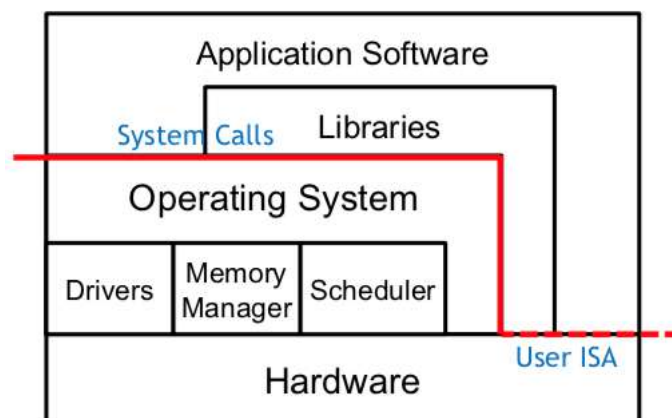 Application Software
System Calls
Libraries
Operating System
Drivers
Memory
Manager
Scheduler
User ISA
Hardware